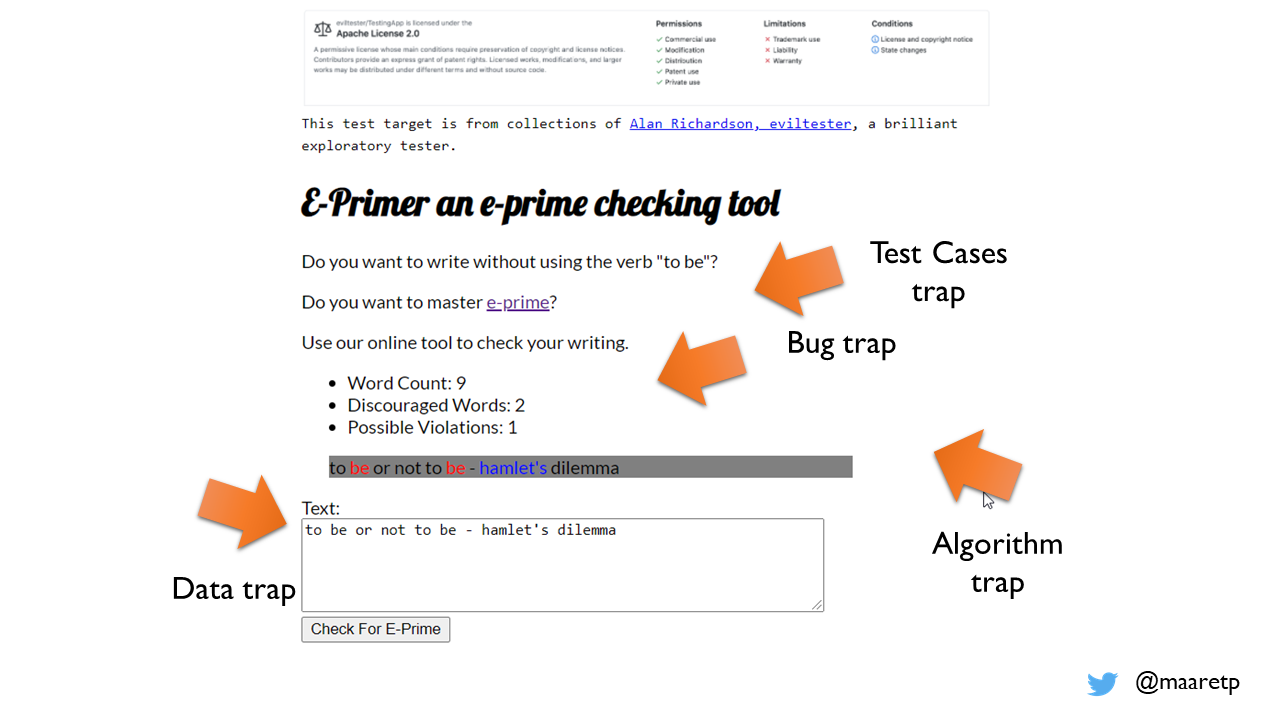 eviltester/TestingApp is licensed under the
Apache License 2.0
A permissive license whose main conditions require preservation of copyright and license notices.
Contributors provide an express grant of patent rights. Licensed works, modifications, and larger
works may be distributed under different terms and without source code.
Permissions
Commercial use
Modification
Distribution
Patent use
Private use
Limitations
Trademark use
Liability
Warranty
Conditions
License and copyright notice
State changes
This test target is from collections of Alan Richardson, eviltester, a brilliant
exploratory tester.
E-Primer an e-prime checking tool
Do you want to write without using the verb "to be"?
Do you want to master e-prime?
Use our online tool to check your writing.
Word Count: 9
Discouraged Words: 2
Possible Violations: 1
to be or not to be - hamlet's dilemma
Text:
to be or not to be - hamlet's dilemma
Check For E-Prime
Test Cases
trap
Bug trap
Algorithm
trap
Data trap
@maaretp